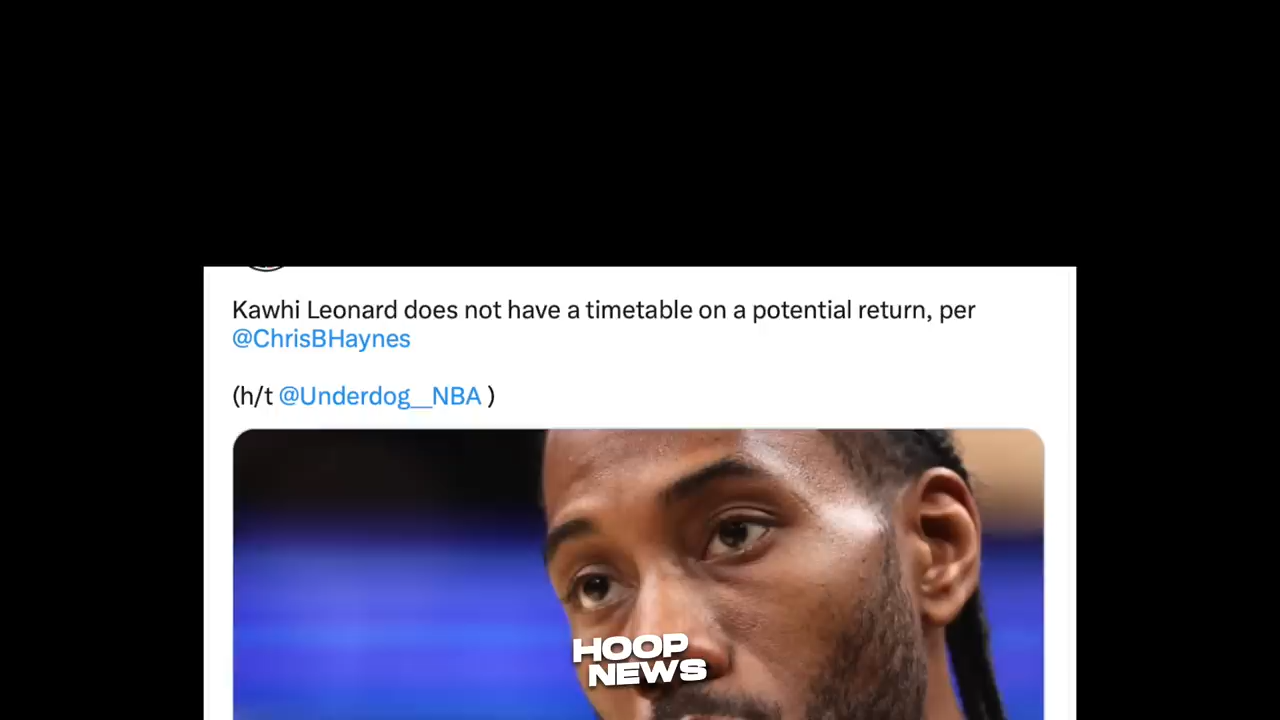 Kawhi Leonard does not have a timetable on a potential return, per
@ChrisBHaynes
(h/t @Underdog__NBA )
HOOP
NEWS